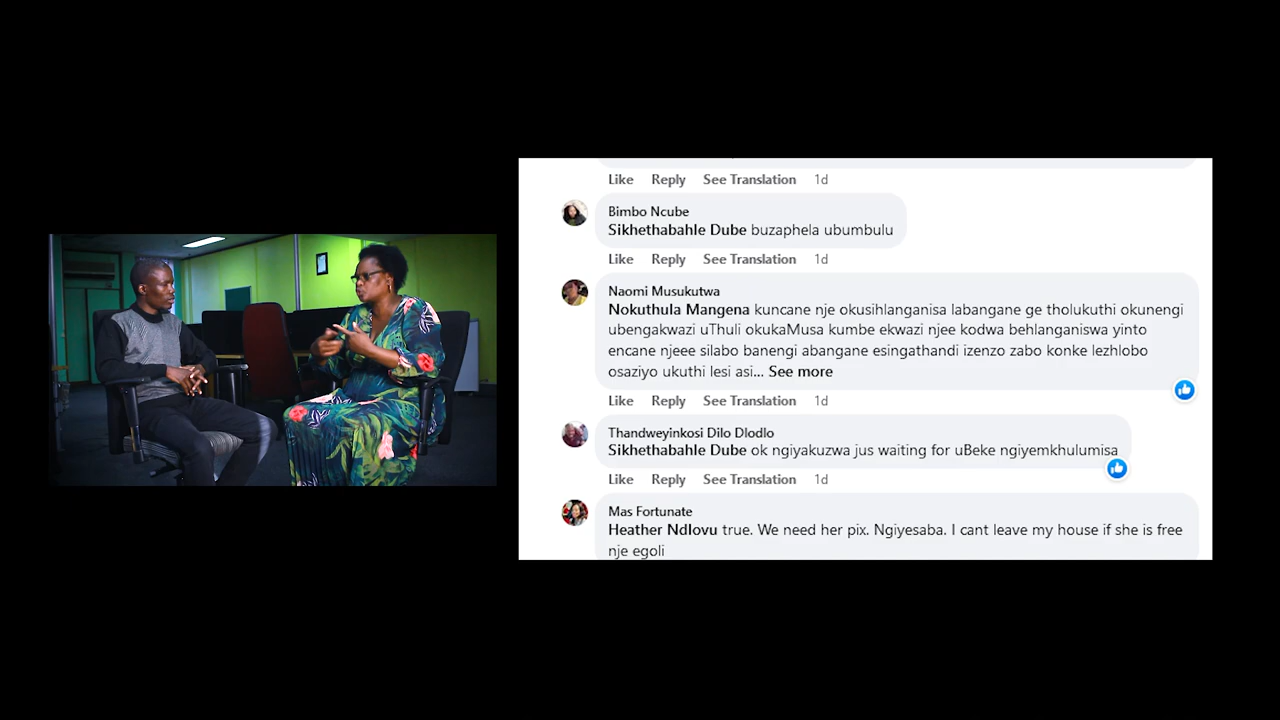 Like Reply See Translation 1d
Bimbo Ncube
Sikhethabahle Dube buzaphela ubumbulu
Like Reply See Translation 1d
Naomi Musukutwa
Nokuthula Mangena kuncane nje okusihlanganisa labangane ge tholukuthi okunengi
ubengakwazi uThuli okukaMusa kumbe ekwazi njee kodwa behlanganiswa yinto
encane njeee silabo banengi abangane esingathandi izenzo zabo konke lezhlobo
osaziyo ukuthi lesi asi... See more
Like Reply See Translation 1d
Thandweyinkosi Dilo Dlodlo
Sikhethabahle Dube ok ngiyakuzwa jus waiting for uBeke ngiyemkhulumisa
Like Reply See Translation 1d
Mas Fortunate
Heather Ndlovu true. We need her pix. Ngiyesaba. I cant leave my house if she is free
nje egoli